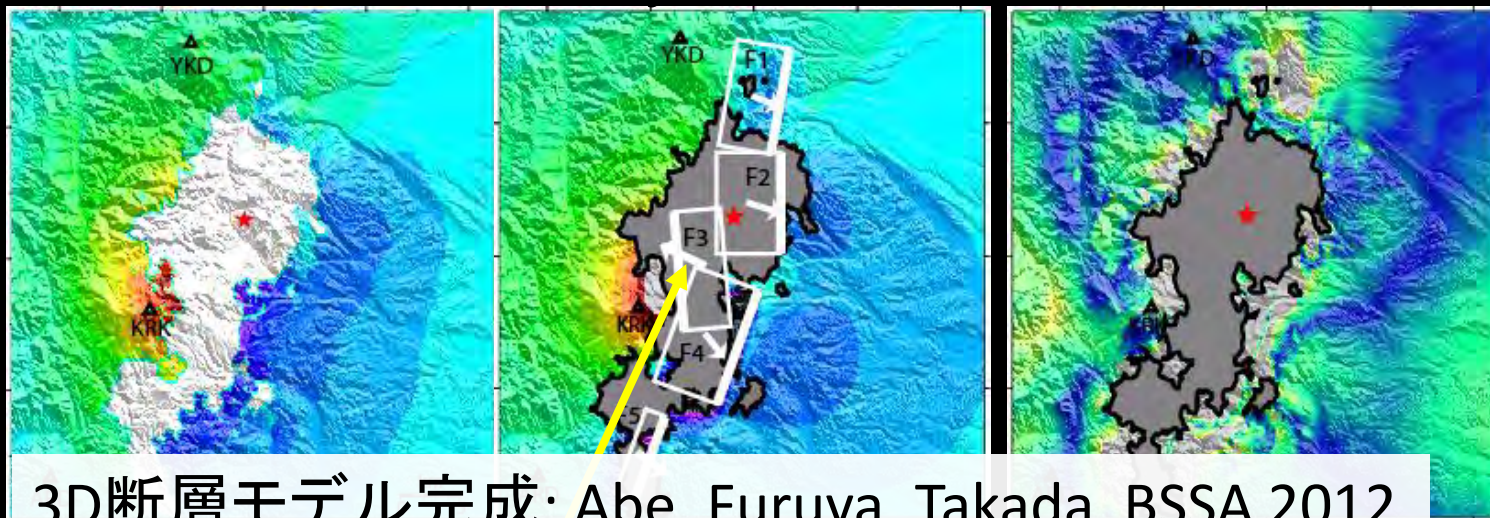 YKD
KRK
YKD
F1
F2
F3
KRK
F4
5
3D断層モデル完成: Abe, Furuya, Takada, BSSA 2012